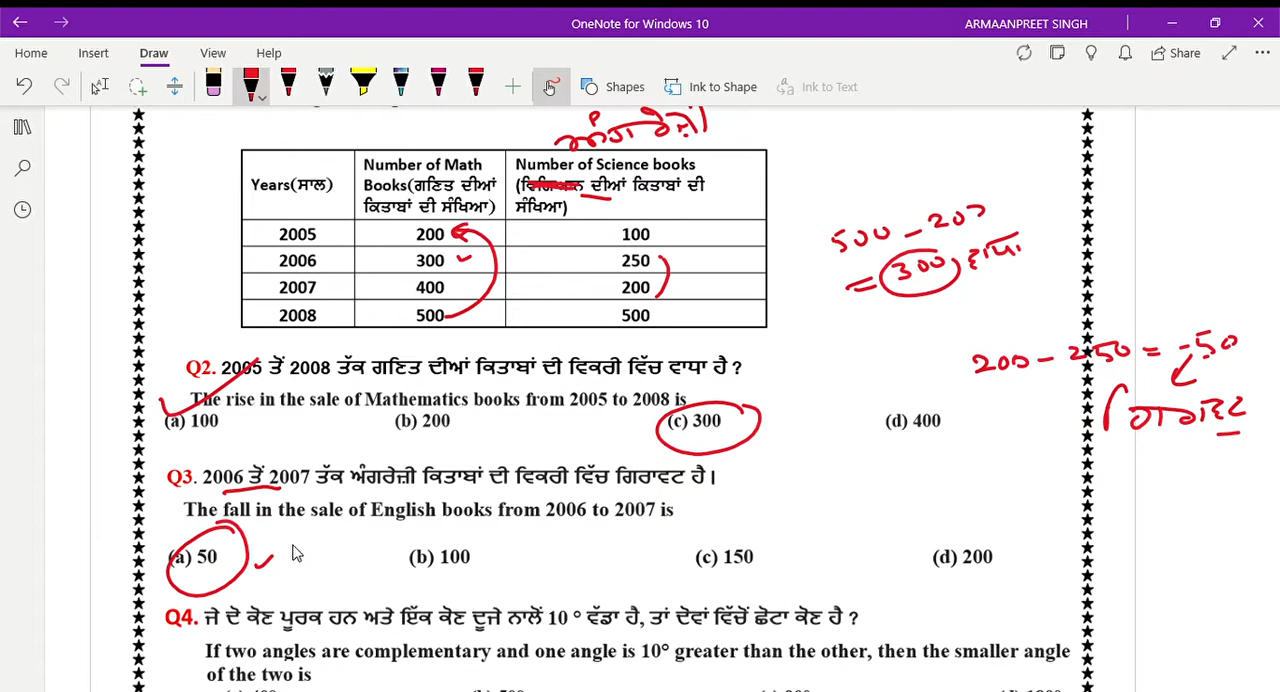 OneNote for Windows 10
ARMAANPREET SINGH
Home Insert Draw View Help
Share
Shapes
Ink to Shape
Ink to Text
ਅੰਗਰੇਜ਼ੀ
Years(ਸਾਲ) Number of Math Books(ਗਣਿਤ ਦੀਆਂ ਕਿਤਾਬਾਂ ਦੀ ਸੰਖਿਆ) Number of Science books (ਵਿਗਿਆਨ ਦੀਆਂ ਕਿਤਾਬਾਂ ਦੀ ਸੰਖਿਆ)
2005 200 100
2006 300 250
2007 400 200
2008 500 500
500 - 200
= 300, ਵਾਧਾ
200 - 250 = -50
ਗਿਰਾਵਟ
Q2. 2005 ਤੋਂ 2008 ਤੱਕ ਗਣਿਤ ਦੀਆਂ ਕਿਤਾਬਾਂ ਦੀ ਵਿਕਰੀ ਵਿੱਚ ਵਾਧਾ ਹੈ ?
The rise in the sale of Mathematics books from 2005 to 2008 is
(a) 100 (b) 200 (c) 300 (d) 400
Q3. 2006 ਤੋਂ 2007 ਤੱਕ ਅੰਗਰੇਜ਼ੀ ਕਿਤਾਬਾਂ ਦੀ ਵਿਕਰੀ ਵਿੱਚ ਗਿਰਾਵਟ ਹੈ।
The fall in the sale of English books from 2006 to 2007 is
(a) 50 (b) 100 (c) 150 (d) 200
Q4. ਜੇ ਦੋ ਕੋਣ ਪੂਰਕ ਹਨ ਅਤੇ ਇੱਕ ਕੋਣ ਦੂਜੇ ਨਾਲੋਂ 10 ° ਵੱਡਾ ਹੈ, ਤਾਂ ਦੋਵਾਂ ਵਿੱਚੋਂ ਛੋਟਾ ਕੋਣ ਹੈ ?
If two angles are complementary and one angle is 10° greater than the other, then the smaller angle
of the two is